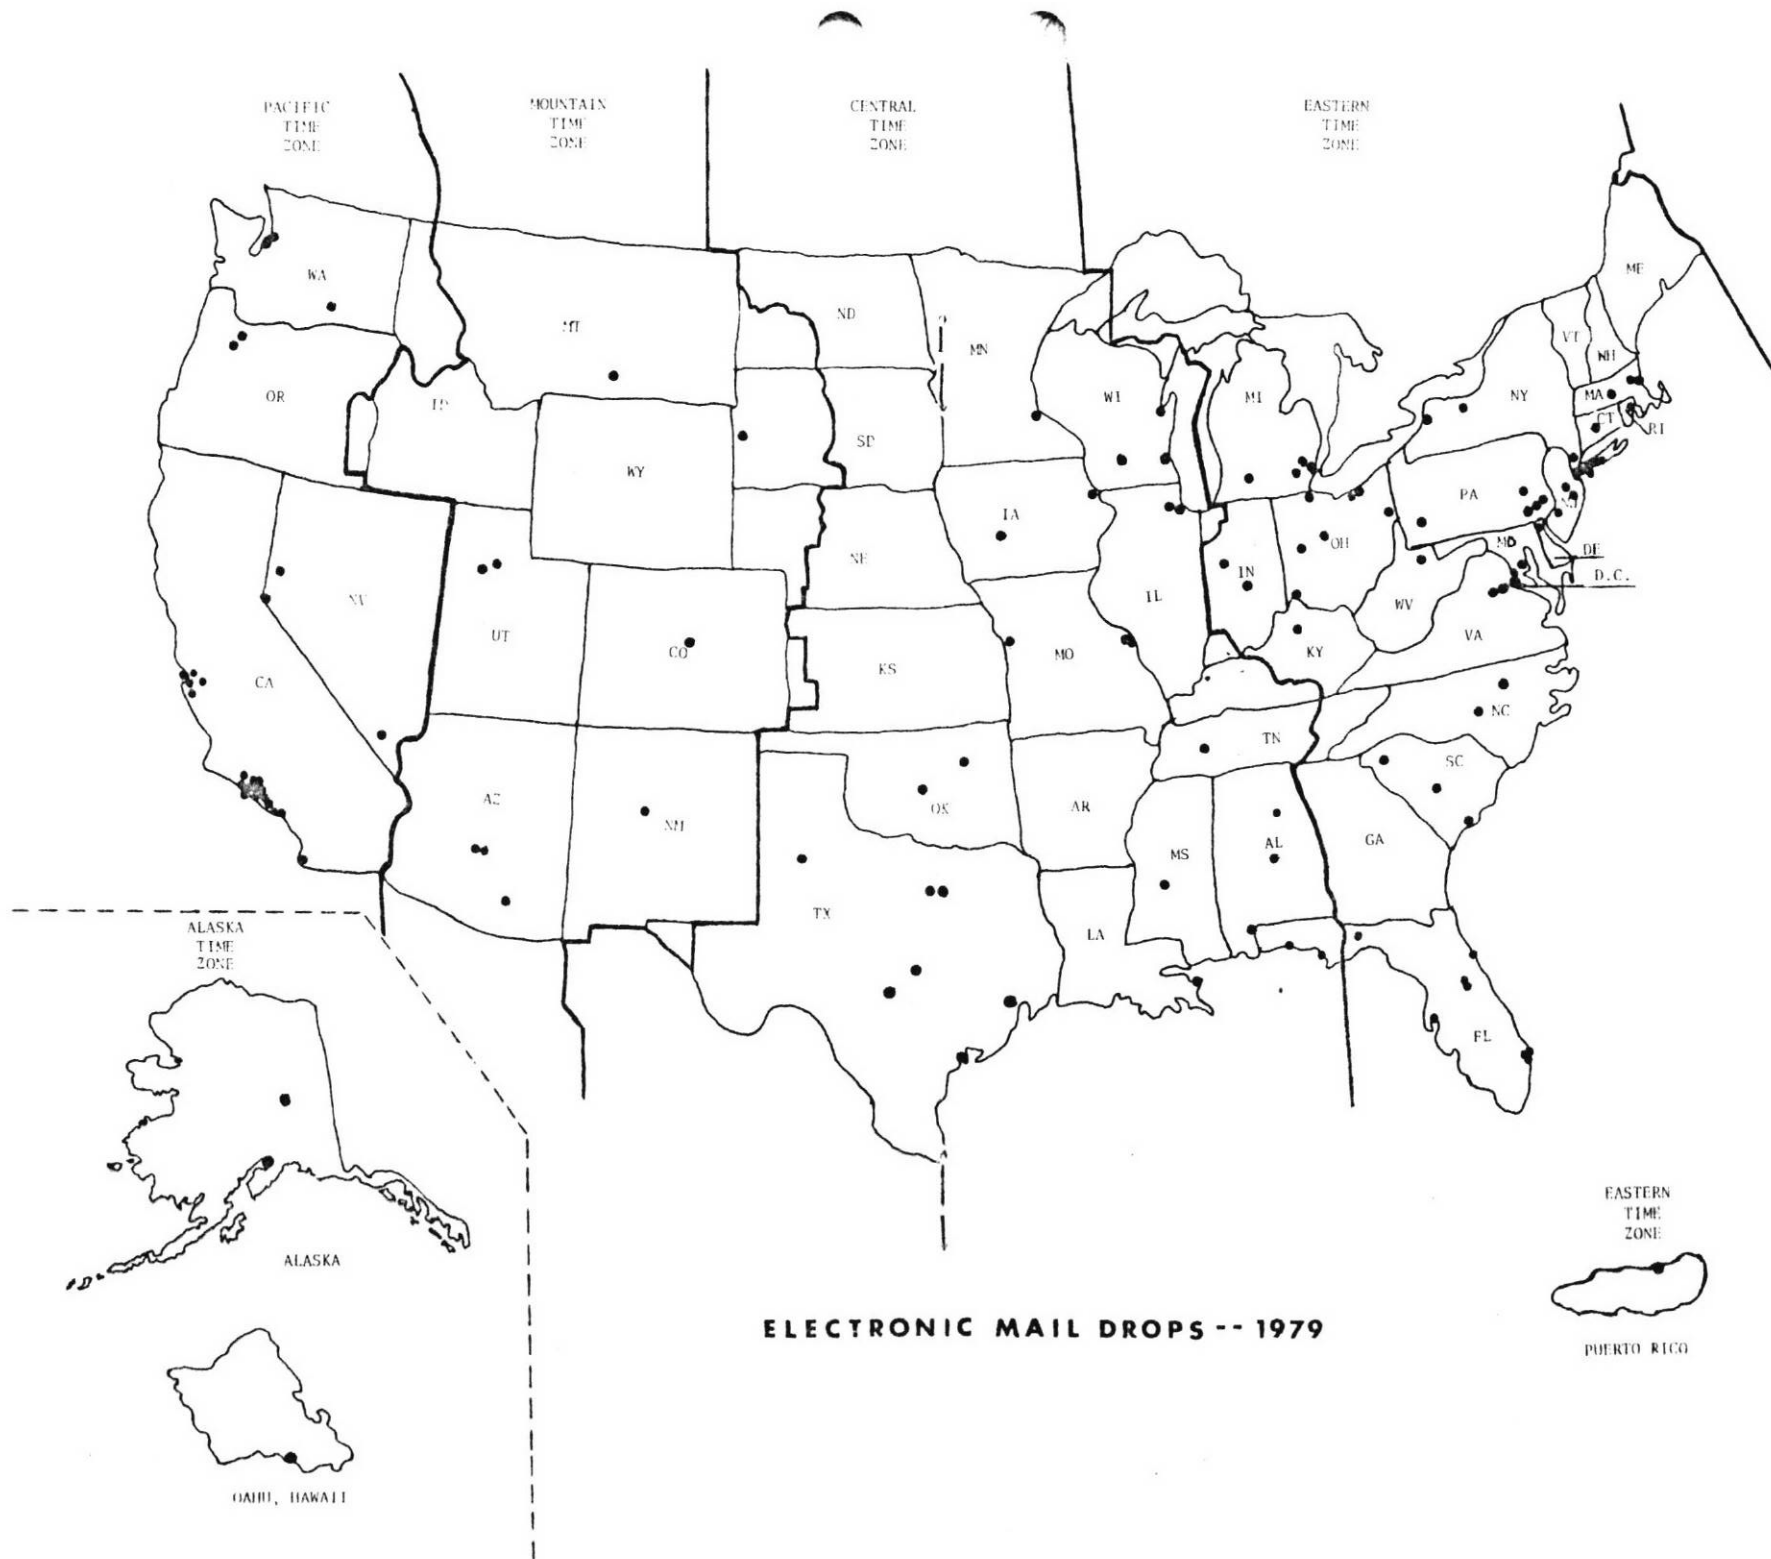 PACIFIC
TIME
ZONE
MOUNTAIN
TIME
ZONE
CENTRAL
TIME
ZONE
EASTERN
TIME
ZONE
WA
OR
ID
MT
WY
ND
SD
MN
WI
MI
NY
VT
WH
ME
MA
CT
RI
NV
UT
CO
NE
IA
KS
MO
IL
IN
OH
PA
NJ
MD
DE
D.C.
WV
VA
KY
CA
AZ
NM
OK
AR
TN
NC
SC
TX
LA
MS
AL
GA
FL
ALASKA
TIME
ZONE
ALASKA
OAHU, HAWAII
EASTERN
TIME
ZONE
PUERTO RICO
ELECTRONIC MAIL DROPS -- 1979